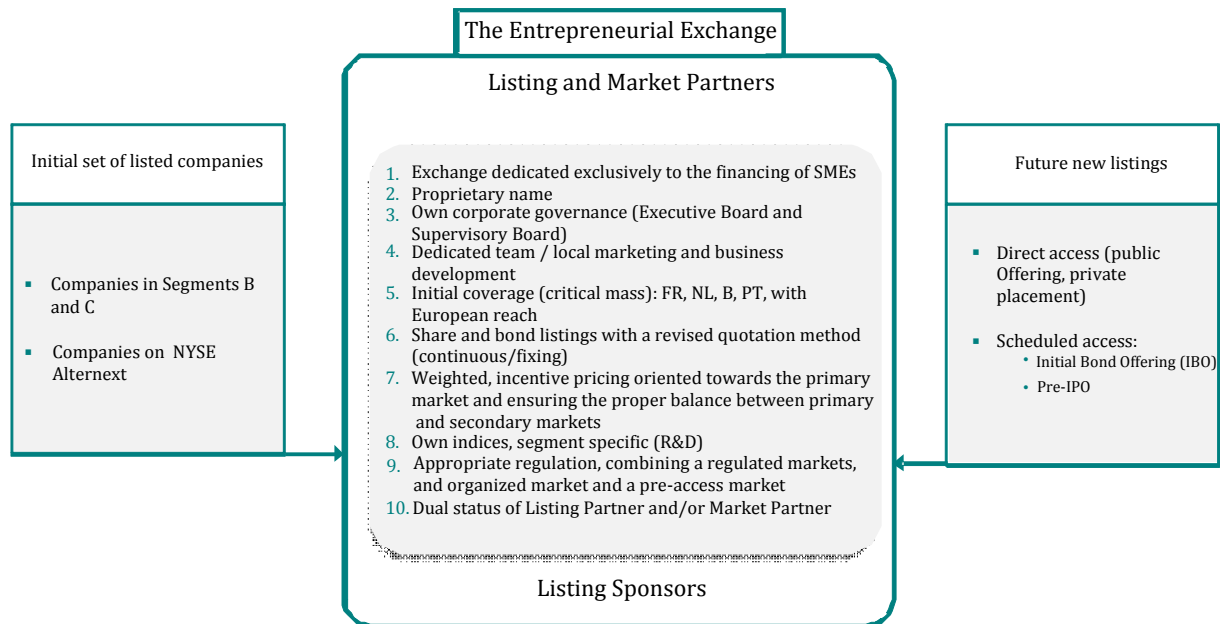 The Entrepreneurial Exchange
Listing and Market Partners
Initial set of listed companies
▪ Companies in Segments B
and C
▪ Companies on NYSE
Alternext
1. Exchange dedicated exclusively to the financing of SMEs
2. Proprietary name
3. Own corporate governance (Executive Board and
Supervisory Board)
4. Dedicated team / local marketing and business
development
5. Initial coverage (critical mass): FR, NL, B, PT, with
European reach
6. Share and bond listings with a revised quotation method
(continuous/fixing)
7. Weighted, incentive pricing oriented towards the primary
market and ensuring the proper balance between primary
and secondary markets
8. Own indices, segment specific (R&D)
9. Appropriate regulation, combining a regulated markets,
and organized market and a pre-access market
10. Dual status of Listing Partner and/or Market Partner
Listing Sponsors
Future new listings
▪ Direct access (public
Offering, private
placement)
▪ Scheduled access:
• Initial Bond Offering (IBO)
• Pre-IPO